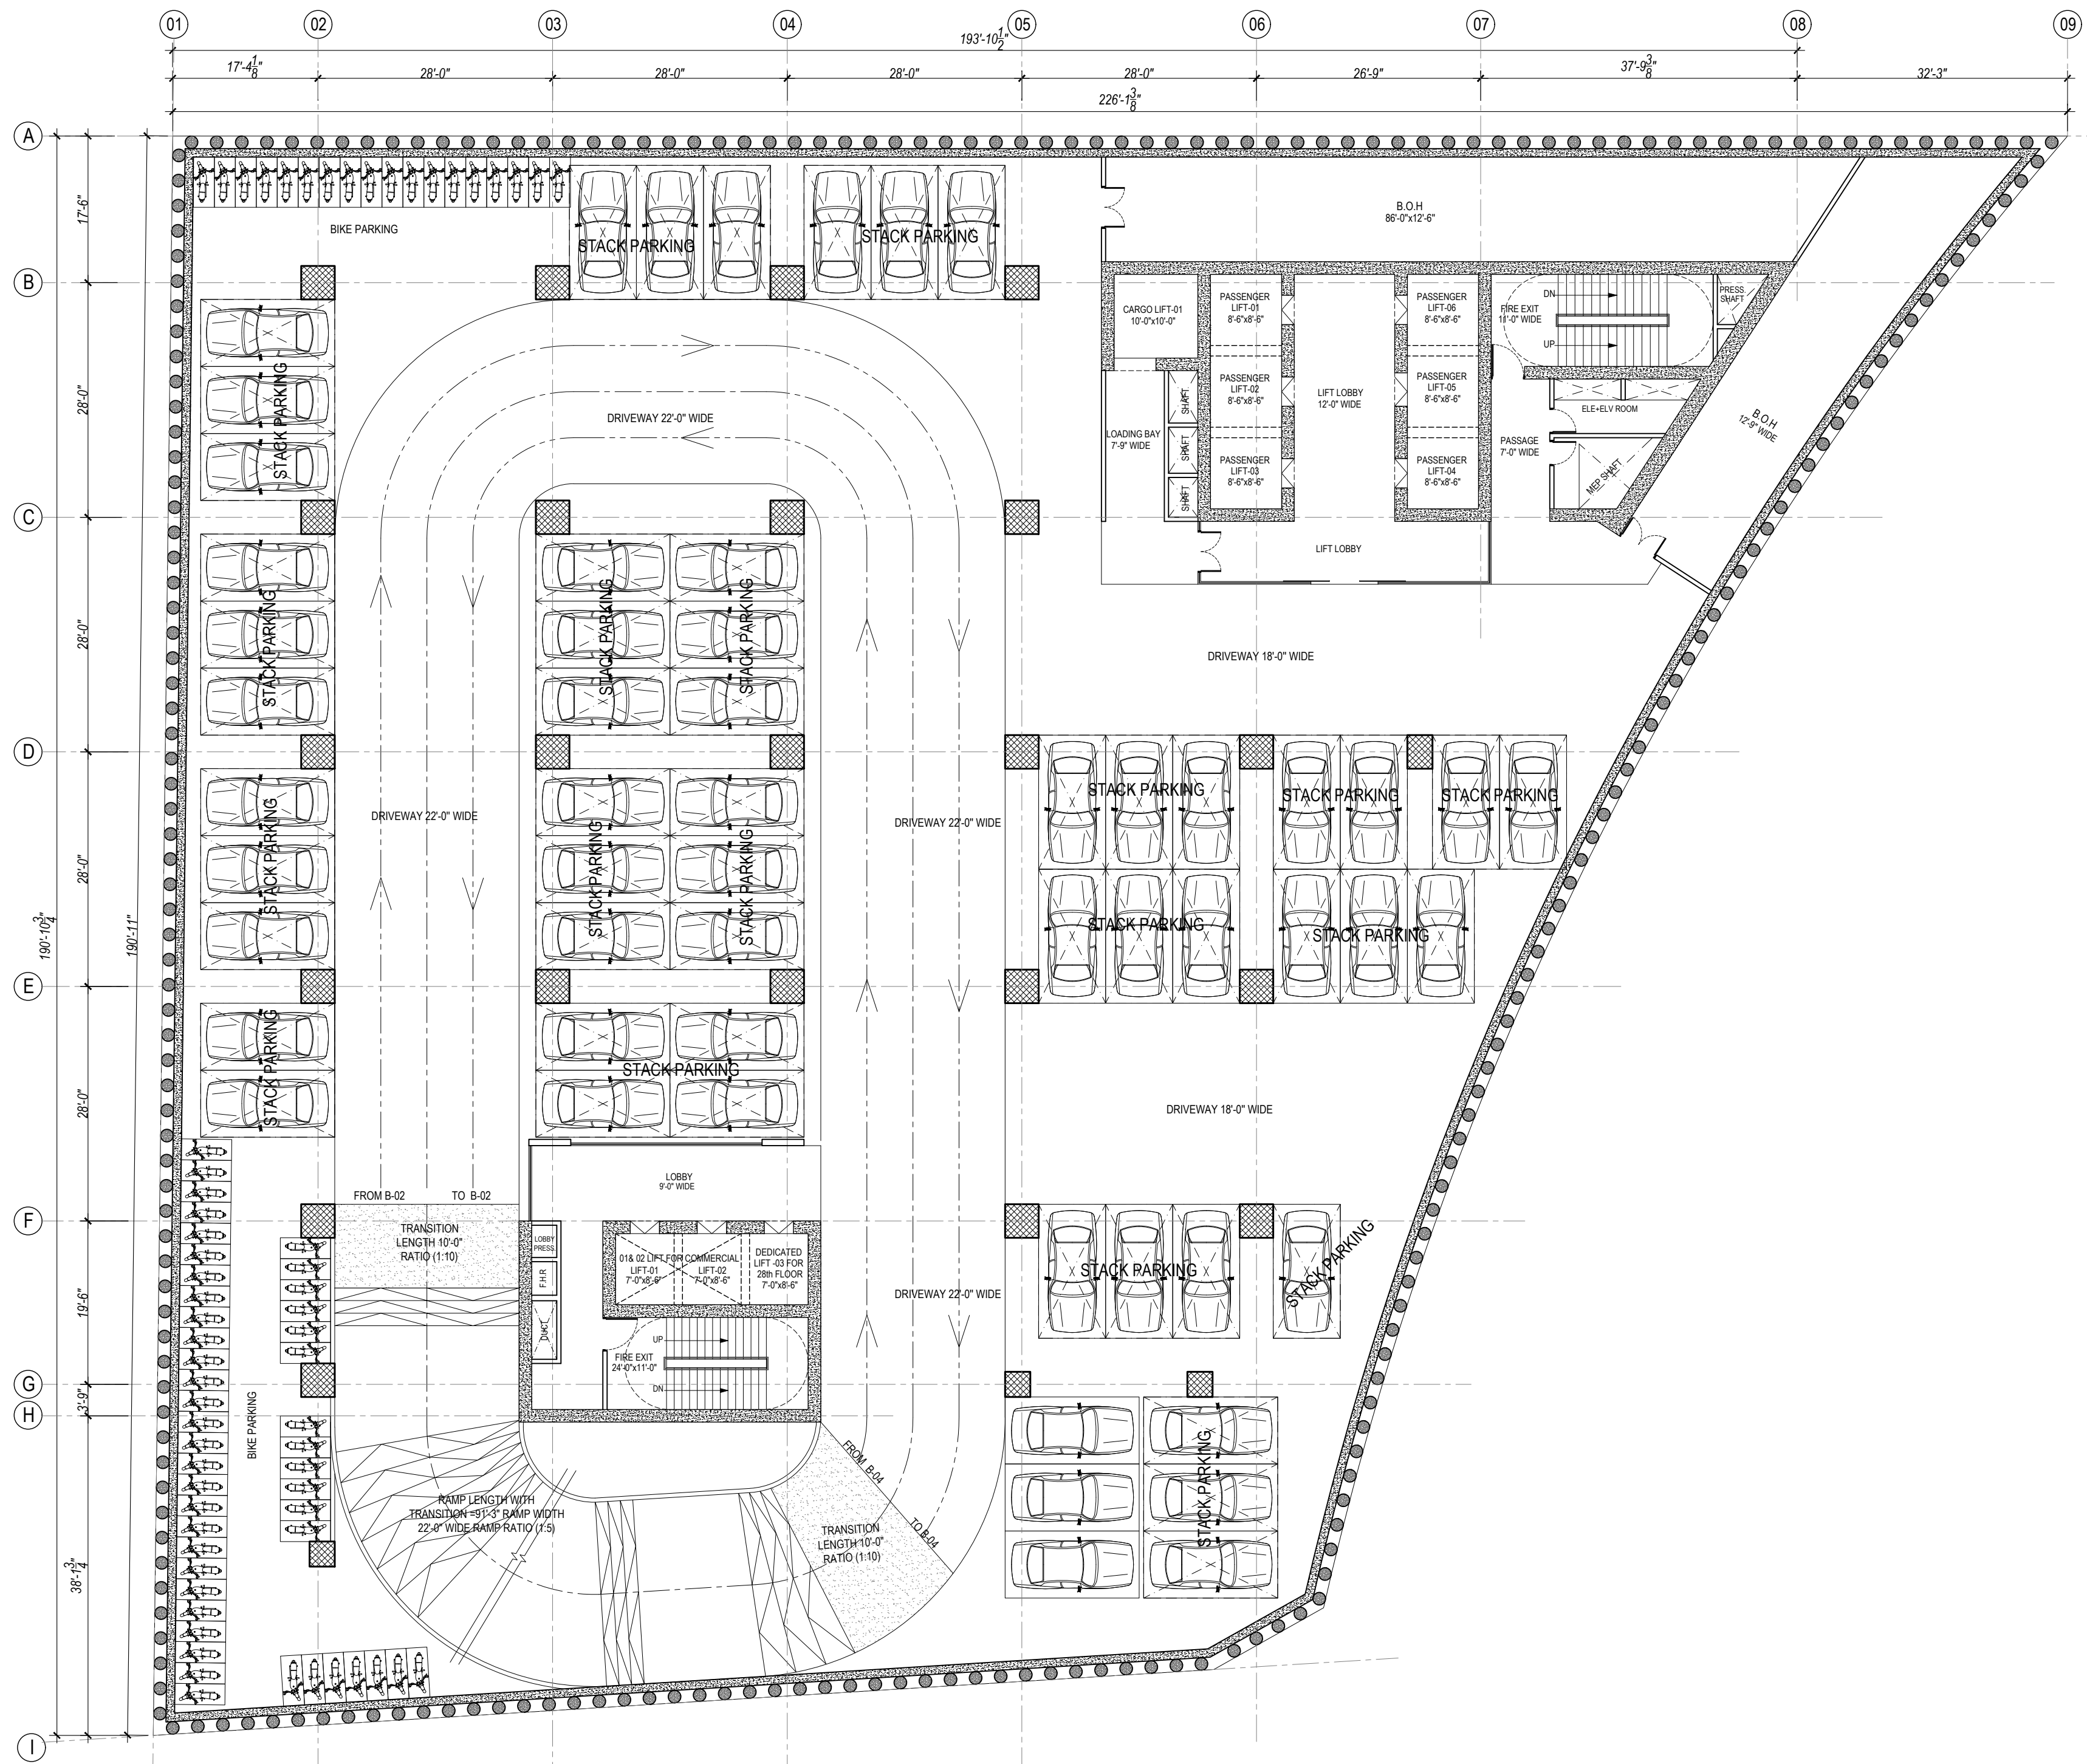 01
02
03
04
05
06
07
08
09
193'-10 1/2"
17'-4 1/8"
28'-0"
28'-0"
28'-0"
28'-0"
26'-9"
37'-9 3/8"
32'-3"
226'-1 3/8"
A
B
C
D
E
F
G
H
I
17'-6"
28'-0"
28'-0"
28'-0"
28'-0"
19'-6"
3'-9"
38'-1 3/4"
190'-10 3/4"
190'-11"
BIKE PARKING
STACK PARKING
STACK PARKING
B.O.H
86'-0"x12'-6"
CARGO LIFT-01
10'-0"x10'-0"
PASSENGER
LIFT-01
8'-6"x8'-6"
PASSENGER
LIFT-06
8'-6"x8'-6"
DN
FIRE EXIT
11'-0" WIDE
UP
PRESS.
SHAFT
STACK PARKING
DRIVEWAY 22'-0" WIDE
PASSENGER
LIFT-02
8'-6"x8'-6"
LIFT LOBBY
12'-0" WIDE
PASSENGER
LIFT-05
8'-6"x8'-6"
SHAFT
SHAFT
SHAFT
LOADING BAY
7'-9" WIDE
ELE+ELV ROOM
B.O.H
12'-9" WIDE
PASSAGE
7'-0" WIDE
PASSENGER
LIFT-03
8'-6"x8'-6"
PASSENGER
LIFT-04
8'-6"x8'-6"
MEP SHAFT
LIFT LOBBY
STACK PARKING
STACK PARKING
STACK PARKING
DRIVEWAY 18'-0" WIDE
STACK PARKING
STACK PARKING
STACK PARKING
STACK PARKING
STACK PARKING
STACK PARKING
DRIVEWAY 22'-0" WIDE
DRIVEWAY 22'-0" WIDE
STACK PARKING
STACK PARKING
STACK PARKING
STACK PARKING
DRIVEWAY 18'-0" WIDE
LOBBY
9'-0" WIDE
FROM B-02
TO B-02
TRANSITION
LENGTH 10'-0"
RATIO (1:10)
LOBBY
PRESS.
F.H.R
DUCT
01& 02 LIFT FOR COMMERCIAL
LIFT-01
7'-0"x8'-6"
LIFT-02
7'-0"x8'-6"
DEDICATED
LIFT -03 FOR
28th FLOOR
7'-0"x8'-6"
DRIVEWAY 22'-0" WIDE
STACK PARKING
STACK PARKING
UP
FIRE EXIT
24'-0"x11'-0"
DN
BIKE PARKING
FROM B-04
TO B-04
RAMP LENGTH WITH
TRANSITION =91'-3" RAMP WIDTH
22'-0" WIDE RAMP RATIO (1:5)
TRANSITION
LENGTH 10'-0"
RATIO (1:10)
STACK PARKING